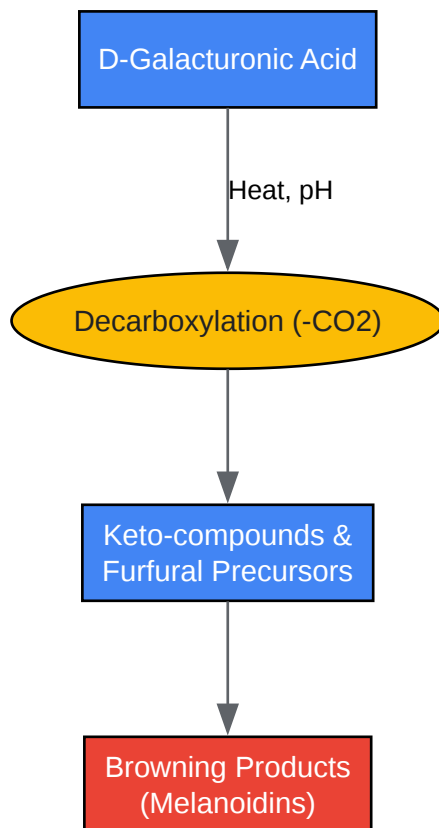 D-Galacturonic Acid
Heat, pH
Decarboxylation (-CO2)
Keto-compounds &
Furfural Precursors
Browning Products
(Melanoidins)